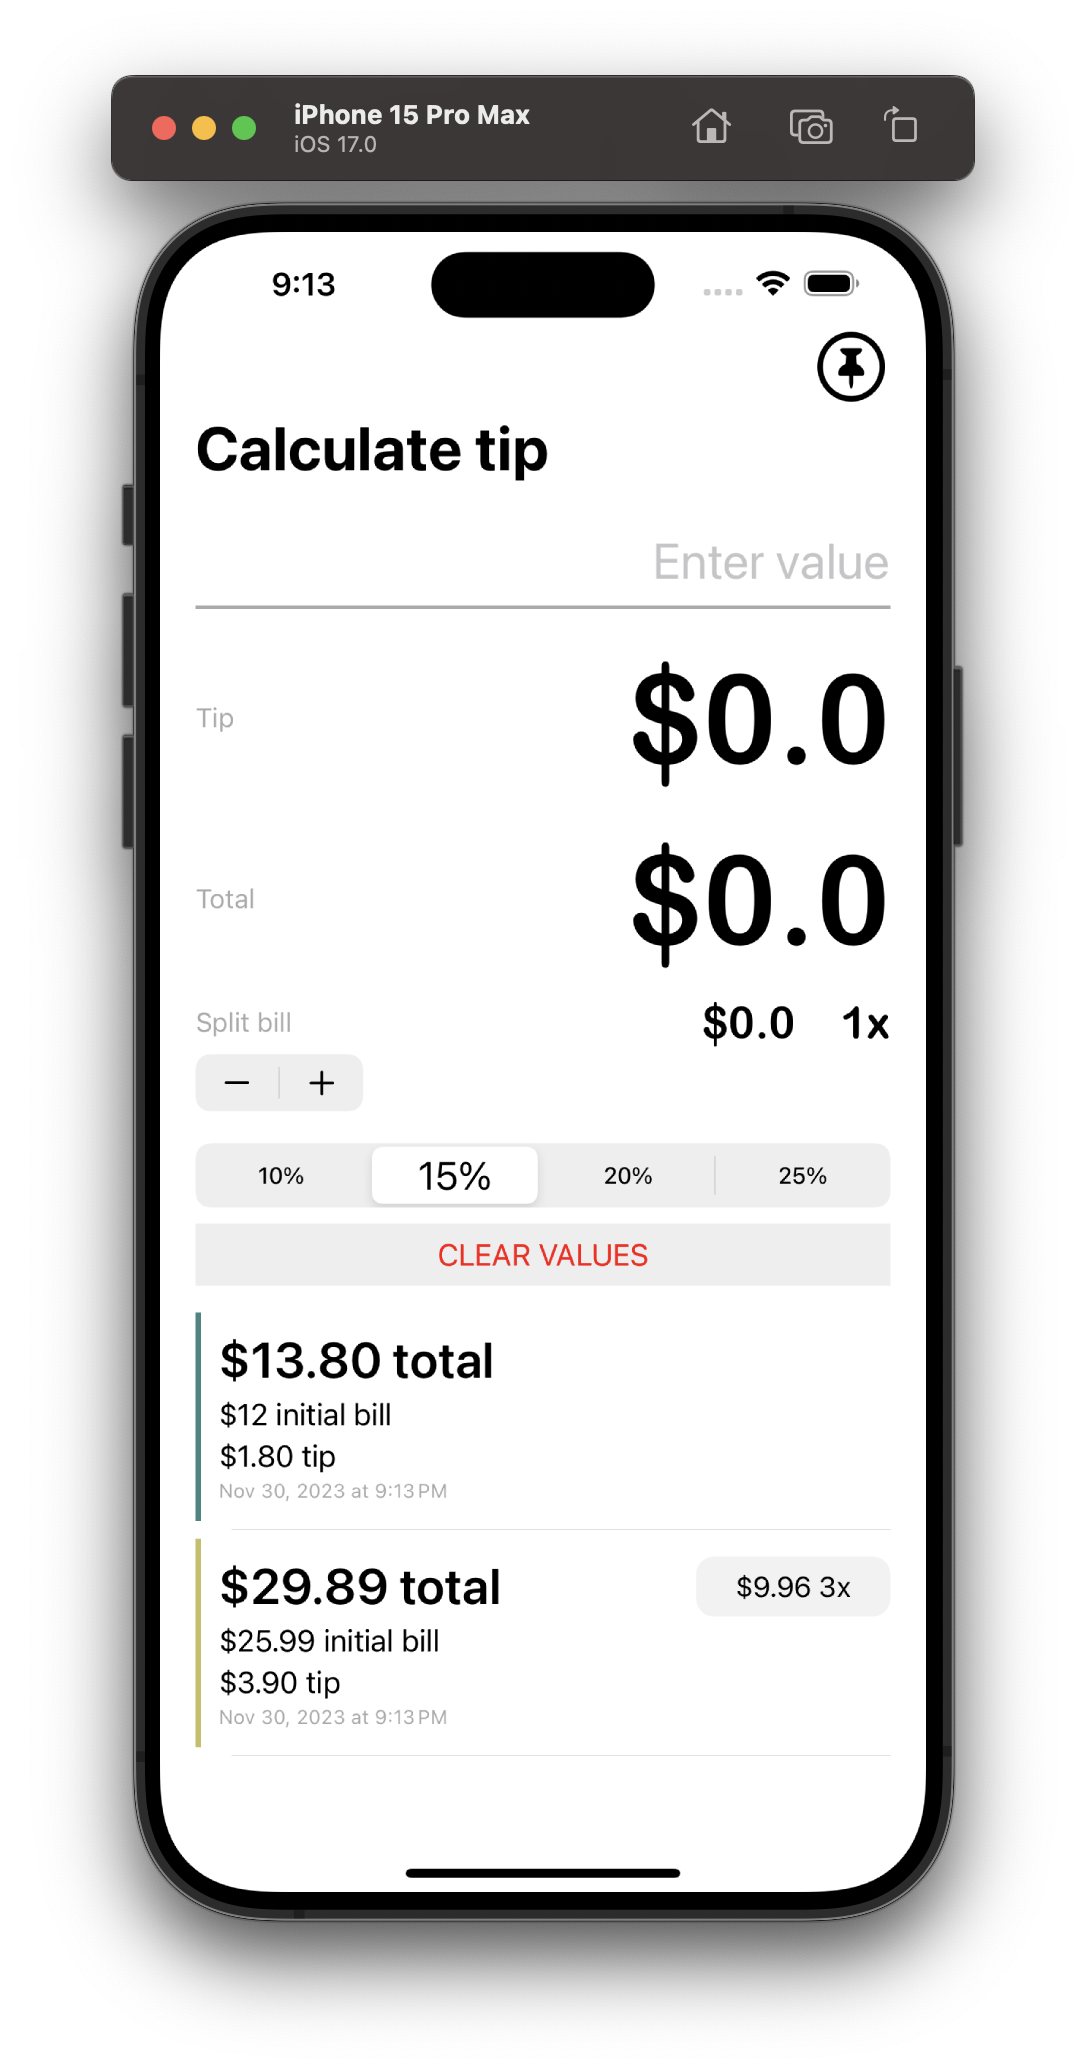 iPhone 15 Pro Max
iOS 17.0
9:13
Calculate tip
Enter value
Tip
$0.0
Total
$0.0
Split bill
$0.0 1x
− +
10% 15% 20% 25%
CLEAR VALUES
$13.80 total
$12 initial bill
$1.80 tip
Nov 30, 2023 at 9:13 PM
$29.89 total
$9.96 3x
$25.99 initial bill
$3.90 tip
Nov 30, 2023 at 9:13 PM